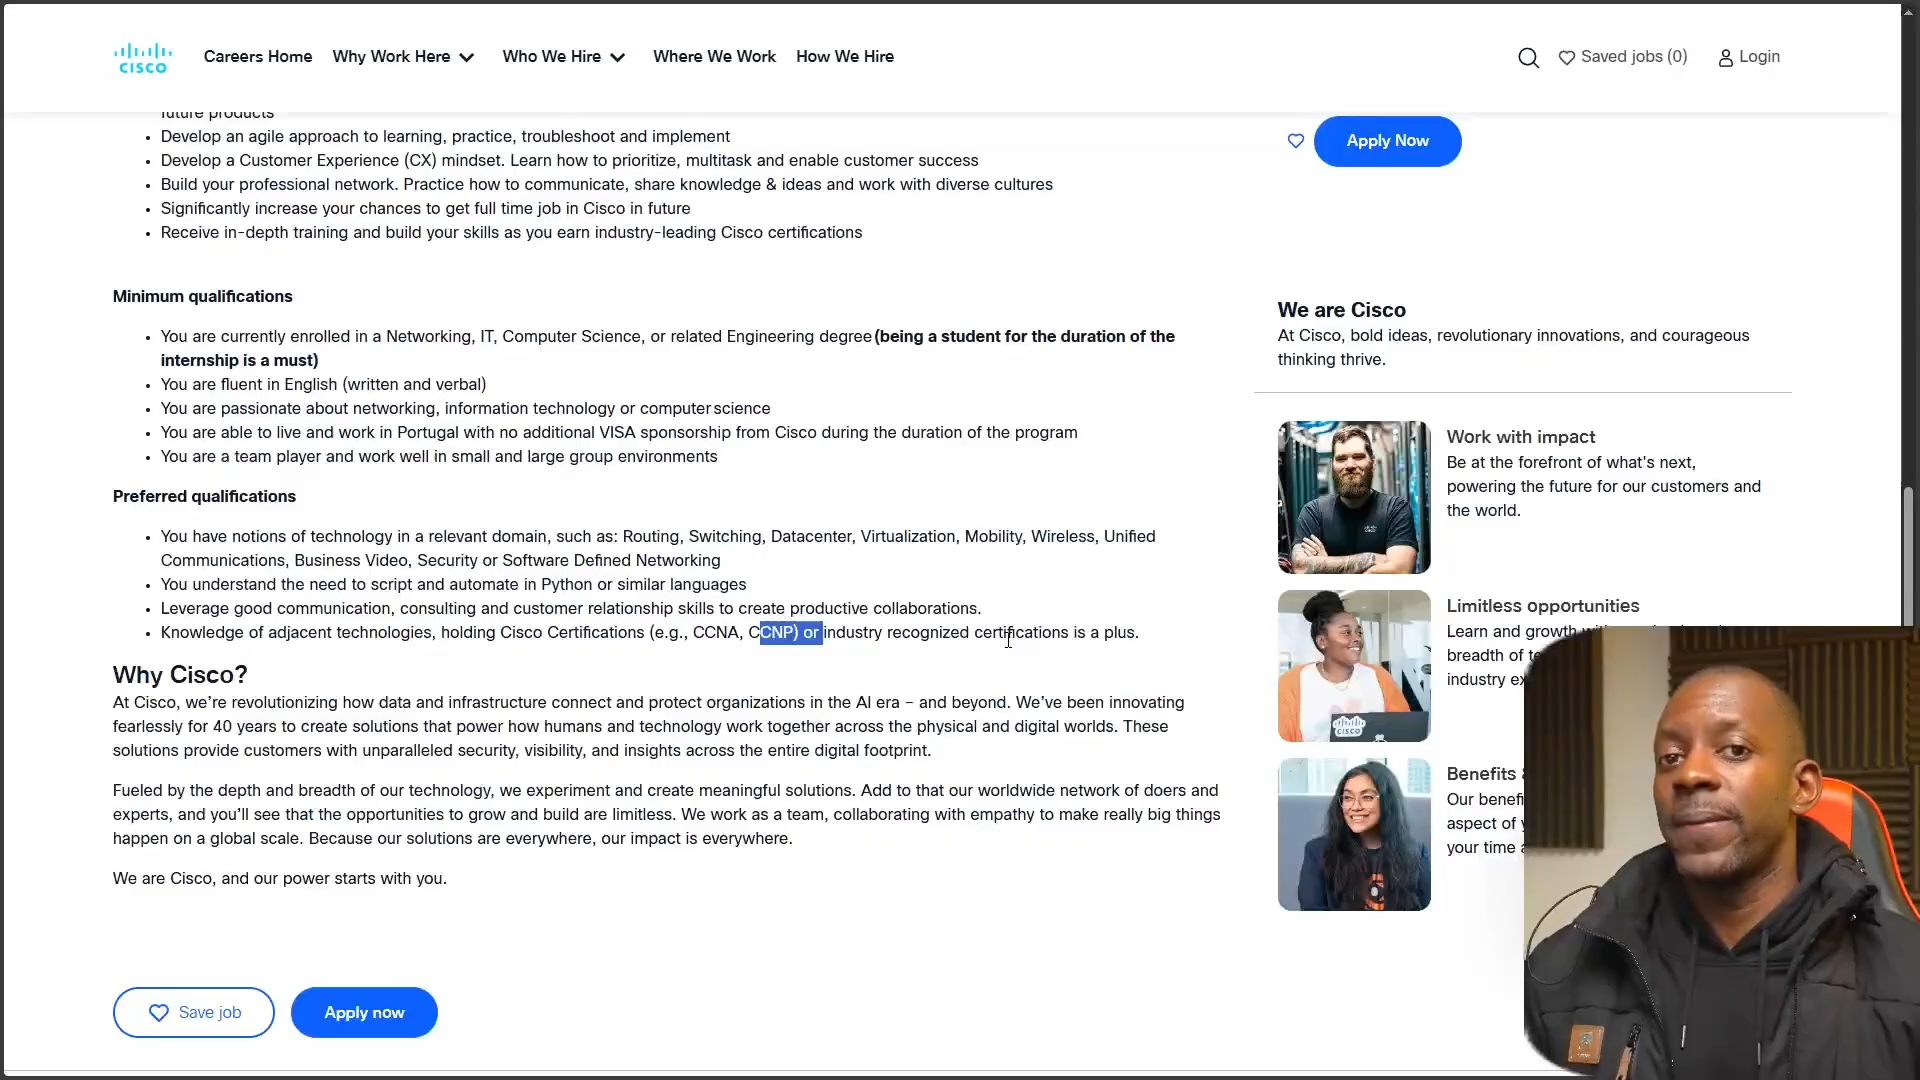 CISCO
Careers Home
Why Work Here
Who We Hire
Where We Work
How We Hire
Saved jobs (0)
Login
future products
• Develop an agile approach to learning, practice, troubleshoot and implement
• Develop a Customer Experience (CX) mindset. Learn how to prioritize, multitask and enable customer success
• Build your professional network. Practice how to communicate, share knowledge & ideas and work with diverse cultures
• Significantly increase your chances to get full time job in Cisco in future
• Receive in-depth training and build your skills as you earn industry-leading Cisco certifications
Minimum qualifications
• You are currently enrolled in a Networking, IT, Computer Science, or related Engineering degree (being a student for the duration of the
internship is a must)
• You are fluent in English (written and verbal)
• You are passionate about networking, information technology or computer science
• You are able to live and work in Portugal with no additional VISA sponsorship from Cisco during the duration of the program
• You are a team player and work well in small and large group environments
Preferred qualifications
• You have notions of technology in a relevant domain, such as: Routing, Switching, Datacenter, Virtualization, Mobility, Wireless, Unified
Communications, Business Video, Security or Software Defined Networking
• You understand the need to script and automate in Python or similar languages
• Leverage good communication, consulting and customer relationship skills to create productive collaborations.
• Knowledge of adjacent technologies, holding Cisco Certifications (e.g., CCNA, CCNP) or industry recognized certifications is a plus.
Why Cisco?
At Cisco, we're revolutionizing how data and infrastructure connect and protect organizations in the AI era – and beyond. We've been innovating
fearlessly for 40 years to create solutions that power how humans and technology work together across the physical and digital worlds. These
solutions provide customers with unparalleled security, visibility, and insights across the entire digital footprint.
Fueled by the depth and breadth of our technology, we experiment and create meaningful solutions. Add to that our worldwide network of doers and
experts, and you'll see that the opportunities to grow and build are limitless. We work as a team, collaborating with empathy to make really big things
happen on a global scale. Because our solutions are everywhere, our impact is everywhere.
We are Cisco, and our power starts with you.
Save job
Apply now
Apply Now
We are Cisco
At Cisco, bold ideas, revolutionary innovations, and courageous
thinking thrive.
Work with impact
Be at the forefront of what's next,
powering the future for our customers and
the world.
Limitless opportunities
Learn and growth
breadth of
industry
CISCO
Benefits
Our
aspect of
your time